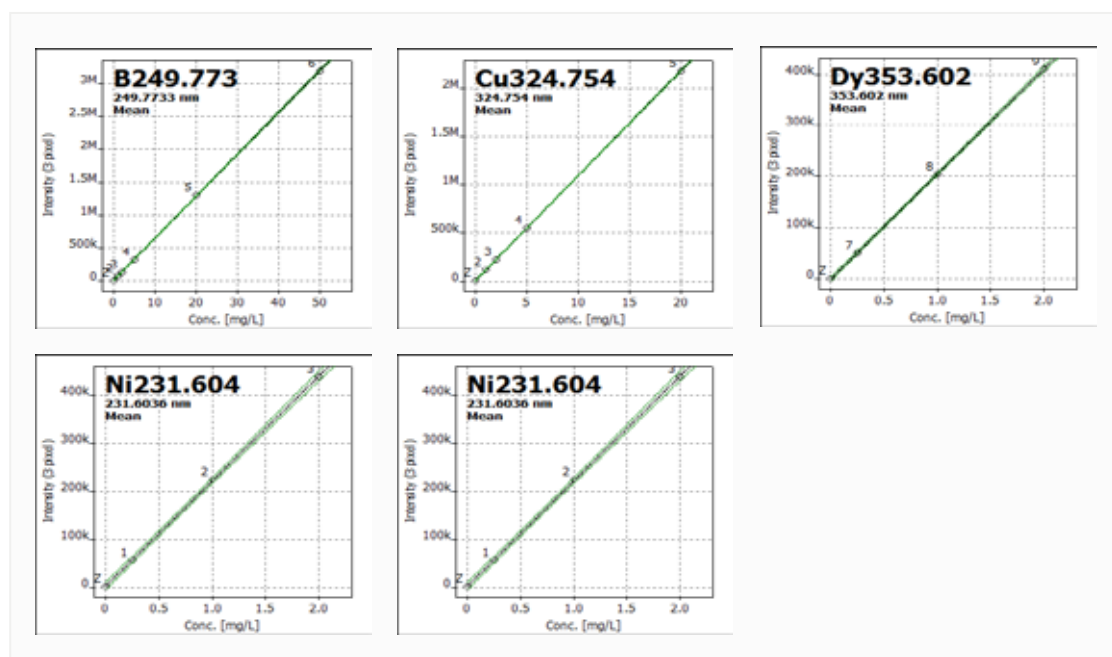 B249.773
249.7733 nm
Mean
Intensity (3 pixel)
3M
2.5M
2M
1.5M
1M
500k
0
Z
3
4
5
6
0 10 20 30 40 50
Conc. [mg/L]
Cu324.754
324.754 nm
Mean
Intensity (3 pixel)
2M
1.5M
1M
500k
0
Z
2
3
4
5
0 5 10 15 20
Conc. [mg/L]
Dy353.602
353.602 nm
Mean
Intensity (3 pixel)
400k
300k
200k
100k
0
Z
7
8
0 0.5 1.0 1.5 2.0
Conc. [mg/L]
Ni231.604
231.6036 nm
Mean
Intensity (3 pixel)
400k
300k
200k
100k
0
Z
1
2
3
0 0.5 1.0 1.5 2.0
Conc. [mg/L]
Ni231.604
231.6036 nm
Mean
Intensity (3 pixel)
400k
300k
200k
100k
0
Z
1
2
3
0 0.5 1.0 1.5 2.0
Conc. [mg/L]